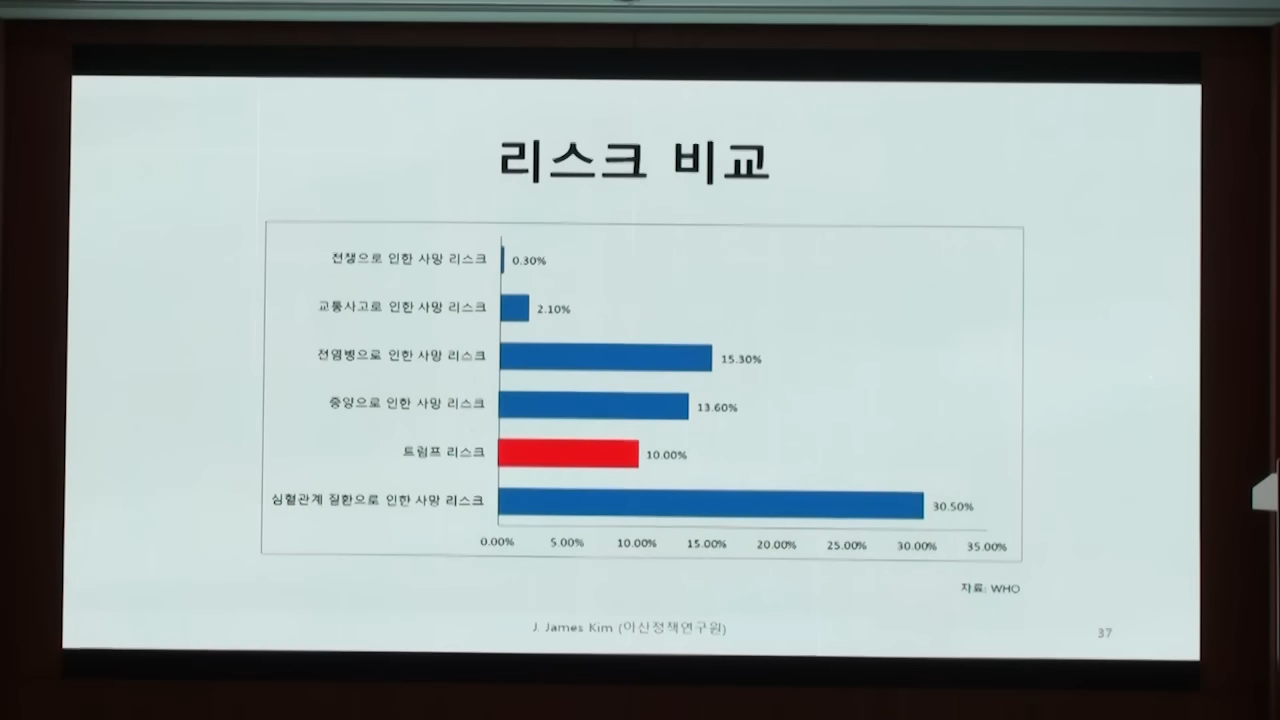 리스크 비교
전쟁으로 인한 사망 리스크 0.30%
교통사고로 인한 사망 리스크 2.10%
전염병으로 인한 사망 리스크 15.30%
중양으로 인한 사망 리스크 13.60%
트럼프 리스크 10.00%
심혈관계 질환으로 인한 사망 리스크 30.50%
0.00% 5.00% 10.00% 15.00% 20.00% 25.00% 30.00% 35.00%
자료: WHO
J. James Kim (아산정책연구원)
37